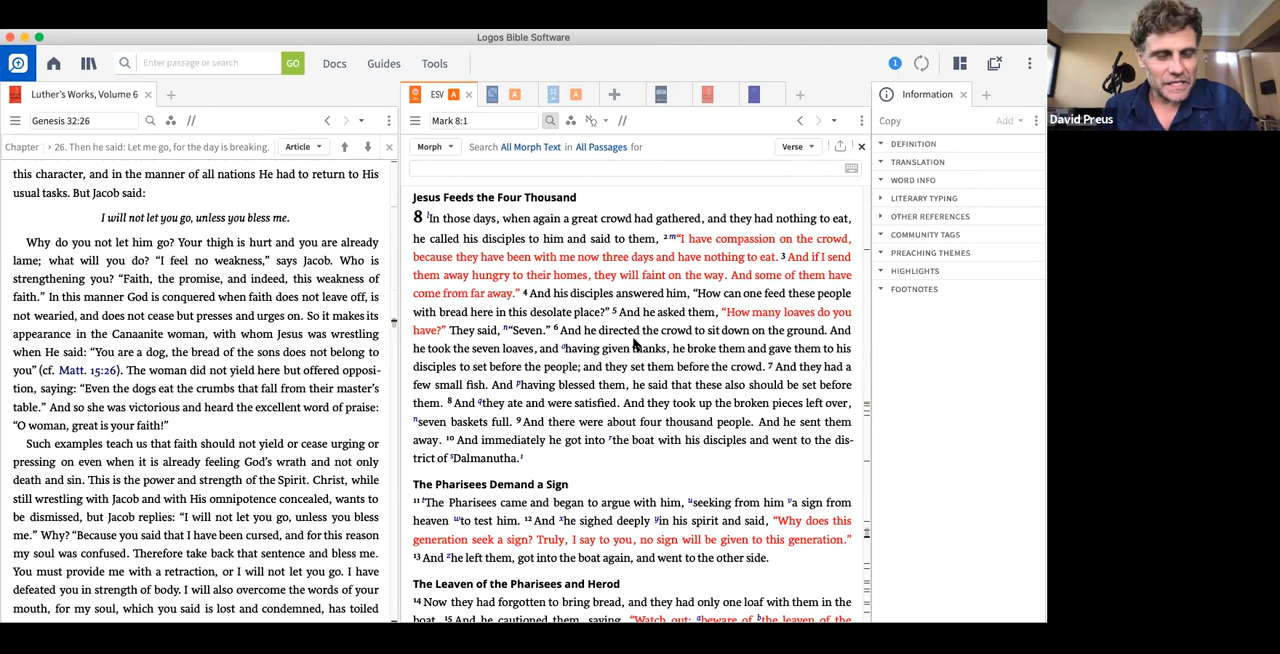 Logos Bible Software
Enter passage or search
GO
Docs
Guides
Tools
1
Luther's Works, Volume 6
ESV A
A
A
Information
Genesis 32:26
Mark 8:1
Copy
Add
Chapter › 26. Then he said: Let me go, for the day is breaking.
Article
Morph
Search All Morph Text in All Passages for
Verse
this character, and in the manner of all nations He had to return to His
usual tasks. But Jacob said:
I will not let you go, unless you bless me.
Why do you not let him go? Your thigh is hurt and you are already
lame; what will you do? “I feel no weakness,” says Jacob. Who is
strengthening you? “Faith, the promise, and indeed, this weakness of
faith.” In this manner God is conquered when faith does not leave off, is
not wearied, and does not cease but presses and urges on. So it makes its
appearance in the Canaanite woman, with whom Jesus was wrestling
when He said: “You are a dog, the bread of the sons does not belong to
you” (cf. Matt. 15:26). The woman did not yield here but offered opposi-
tion, saying: “Even the dogs eat the crumbs that fall from their master’s
table.” And so she was victorious and heard the excellent word of praise:
“O woman, great is your faith!”
Such examples teach us that faith should not yield or cease urging or
pressing on even when it is already feeling God’s wrath and not only
death and sin. This is the power and strength of the Spirit. Christ, while
still wrestling with Jacob and with His omnipotence concealed, wants to
be dismissed, but Jacob replies: “I will not let you go, unless you bless
me.” Why? “Because you said that I have been cursed, and for this reason
my soul was confused. Therefore take back that sentence and bless me.
You must provide me with a retraction, or I will not let you go. I have
defeated you in strength of body. I will also overcome the words of your
mouth, for my soul, which you said is lost and condemned, has toiled
Jesus Feeds the Four Thousand
8 1 In those days, when again a great crowd had gathered, and they had nothing to eat,
he called his disciples to him and said to them, 2 m “I have compassion on the crowd,
because they have been with me now three days and have nothing to eat. 3 And if I send
them away hungry to their homes, they will faint on the way. And some of them have
come from far away.” 4 And his disciples answered him, “How can one feed these people
with bread here in this desolate place?” 5 And he asked them, “How many loaves do you
have?” They said, n “Seven.” 6 And he directed the crowd to sit down on the ground. And
he took the seven loaves, and o having given thanks, he broke them and gave them to his
disciples to set before the people; and they set them before the crowd. 7 And they had a
few small fish. And p having blessed them, he said that these also should be set before
them. 8 And q they ate and were satisfied. And they took up the broken pieces left over,
n seven baskets full. 9 And there were about four thousand people. And he sent them
away. 10 And immediately he got into r the boat with his disciples and went to the dis-
trict of s Dalmanutha. 1
The Pharisees Demand a Sign
11 t The Pharisees came and began to argue with him, u seeking from him v a sign from
heaven w to test him. 12 And x he sighed deeply y in his spirit and said, “Why does this
generation seek a sign? Truly, I say to you, no sign will be given to this generation.”
13 And z he left them, got into the boat again, and went to the other side.
The Leaven of the Pharisees and Herod
14 Now they had forgotten to bring bread, and they had only one loaf with them in the
boat. 15 And he cautioned them, saying, “Watch out; a beware of b the leaven of the
DEFINITION
TRANSLATION
WORD INFO
LITERARY TYPING
OTHER REFERENCES
COMMUNITY TAGS
PREACHING THEMES
HIGHLIGHTS
FOOTNOTES
David Preus